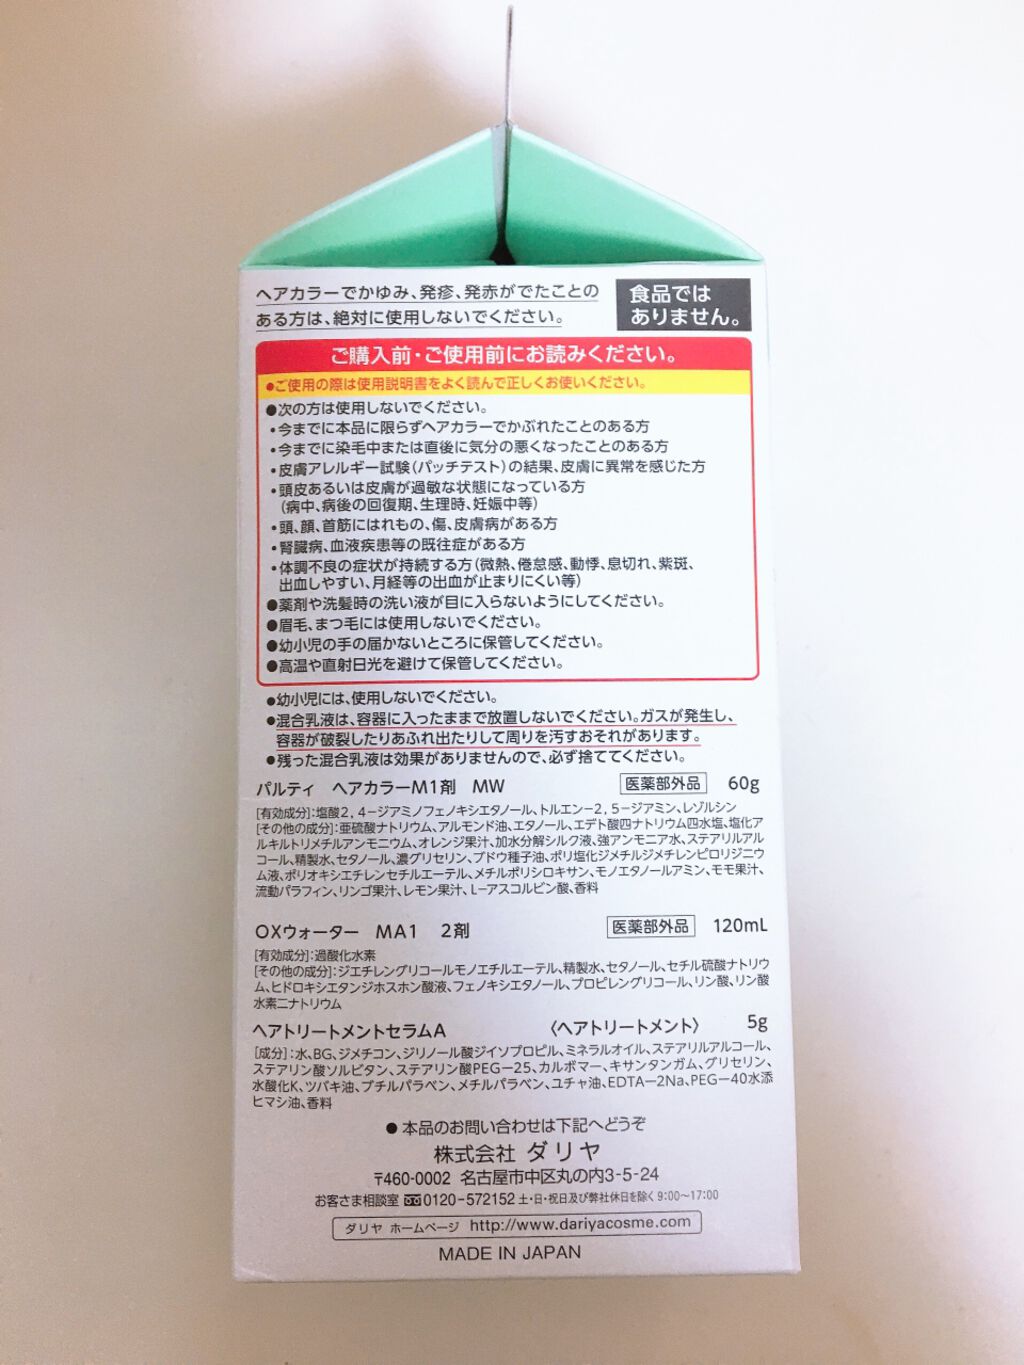 ヘアカラーでかゆみ、発疹、発赤がでたことの
ある方は、絶対に使用しないでください。
食品では
ありません。
ご購入前・ご使用前にお読みください。
●ご使用の際は使用説明書をよく読んで正しくお使いください。
●次の方は使用しないでください。
・今までに本品に限らずヘアカラーでかぶれたことのある方
・今までに染毛中または直後に気分の悪くなったことのある方
・皮膚アレルギー試験（パッチテスト）の結果、皮膚に異常を感じた方
・頭皮あるいは皮膚が過敏な状態になっている方
（病中、病後の回復期、生理時、妊娠中等）
・頭、顔、首筋にはれもの、傷、皮膚病がある方
・腎臓病、血液疾患等の既往症がある方
・体調不良の症状が持続する方（微熱、倦怠感、動悸、息切れ、紫斑、
出血しやすい、月経等の出血が止まりにくい等）
●薬剤や洗髪時の洗い液が目に入らないようにしてください。
●眉毛、まつ毛には使用しないでください。
●幼小児の手の届かないところに保管してください。
●高温や直射日光を避けて保管してください。
●幼小児には、使用しないでください。
●混合乳液は、容器に入ったままで放置しないでください。ガスが発生し、
容器が破裂したりあふれ出たりして周りを汚すおそれがあります。
●残った混合乳液は効果がありませんので、必ず捨ててください。
パルティ ヘアカラーM1剤 MW 医薬部外品 60g
[有効成分]:塩酸2,4-ジアミノフェノキシエタノール、トルエン-2,5-ジアミン、レゾルシン
[その他の成分]:亜硫酸ナトリウム、アルモンド油、エタノール、エデト酸四ナトリウム四水塩、塩化ア
ルキルトリメチルアンモニウム、オレンジ果汁、加水分解シルク液、強アンモニア水、ステアリルアル
コール、精製水、セタノール、濃グリセリン、ブドウ種子油、ポリ塩化ジメチルジメチレンピロリジニウ
ム液、ポリオキシエチレンセチルエーテル、メチルポリシロキサン、モノエタノールアミン、モモ果汁、
流動パラフィン、リンゴ果汁、レモン果汁、L-アスコルビン酸、香料
OXウォーター MA1 2剤 医薬部外品 120mL
[有効成分]:過酸化水素
[その他の成分]:ジエチレングリコールモノエチルエーテル、精製水、セタノール、セチル硫酸ナトリウ
ム、ヒドロキシエタンジホスホン酸液、フェノキシエタノール、プロピレングリコール、リン酸、リン酸
水素二ナトリウム
ヘアトリートメントセラムA 〈ヘアトリートメント〉 5g
[成分]:水、BG、ジメチコン、ジリノール酸ジイソプロピル、ミネラルオイル、ステアリルアルコール、
ステアリン酸ソルビタン、ステアリン酸PEG-25、カルボマー、キサンタンガム、グリセリン、
水酸化K、ツバキ油、ブチルパラベン、メチルパラベン、ユチャ油、EDTA-2Na、PEG-40水添
ヒマシ油、香料
●本品のお問い合わせは下記へどうぞ
株式会社 ダリヤ
〒460-0002 名古屋市中区丸の内3-5-24
お客さま相談室 0120-572152 土・日・祝日及び弊社休日を除く 9:00〜17:00
ダリヤ ホームページ http://www.dariyacosme.com
MADE IN JAPAN